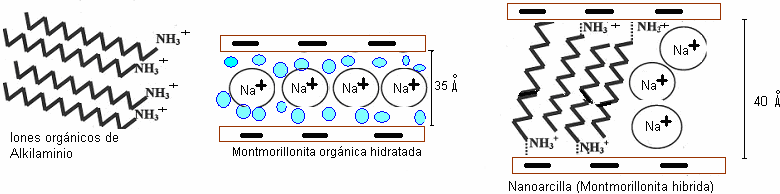 NH₃⁺
NH₃⁺
NH₃⁺
NH₃⁺
Iones orgánicos de
Alkilaminio
Na+ Na+ Na+ Na+
35 Å
Montmorillonita orgánica hidratada
NH₃⁺ NH₃⁺
Na+
Na+
Na+
40 Å
NH₃⁺ NH₃⁺
Nanoarcilla (Montmorillonita hibrida)